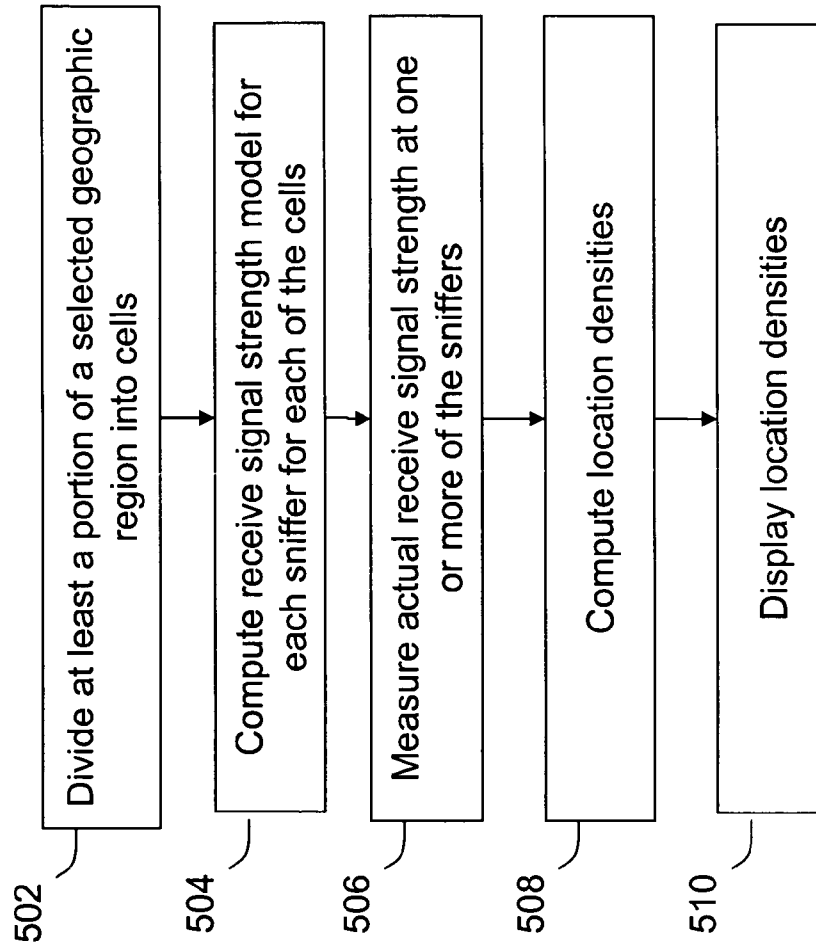 502
Divide at least a portion of a selected geographic
region into cells
504
Compute receive signal strength model for
each sniffer for each of the cells
506
Measure actual receive signal strength at one
or more of the sniffers
508
Compute location densities
510
Display location densities